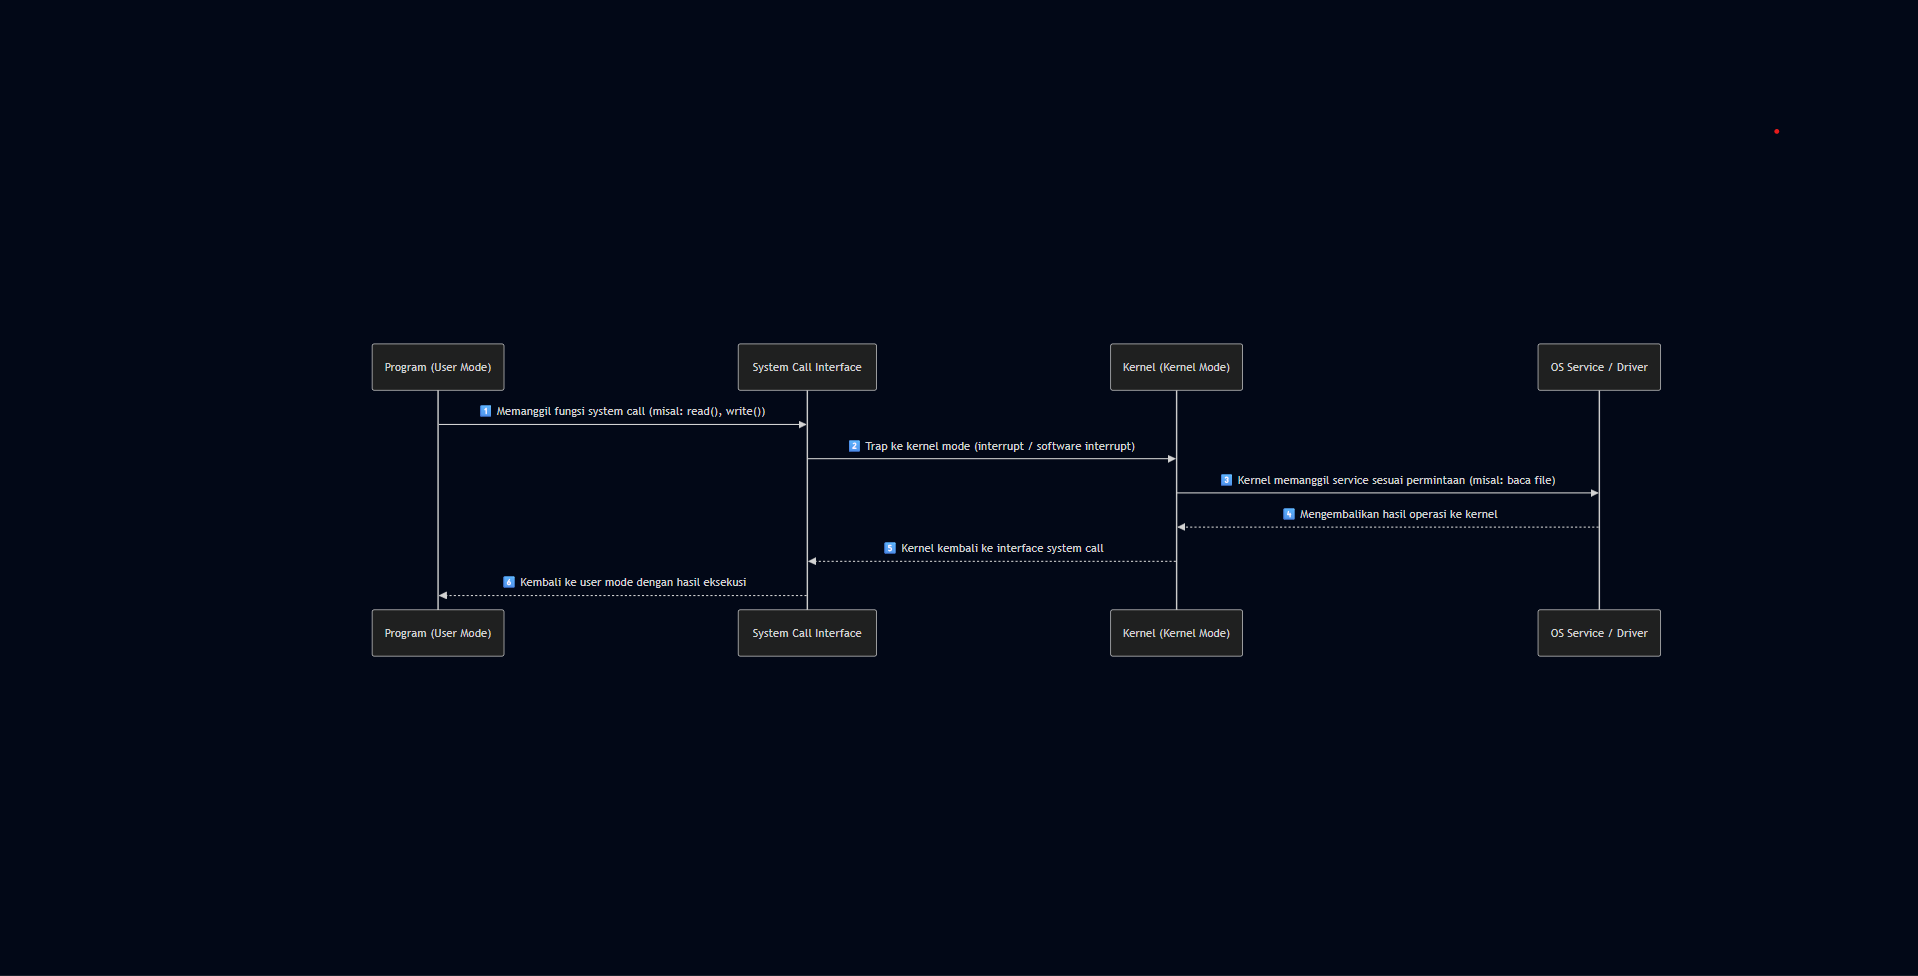 Program (User Mode)
System Call Interface
Kernel (Kernel Mode)
OS Service / Driver
1 Memanggil fungsi system call (misal: read(), write())
2 Trap ke kernel mode (interrupt / software interrupt)
3 Kernel memanggil service sesuai permintaan (misal: baca file)
4 Mengembalikan hasil operasi ke kernel
5 Kernel kembali ke interface system call
6 Kembali ke user mode dengan hasil eksekusi
Program (User Mode)
System Call Interface
Kernel (Kernel Mode)
OS Service / Driver